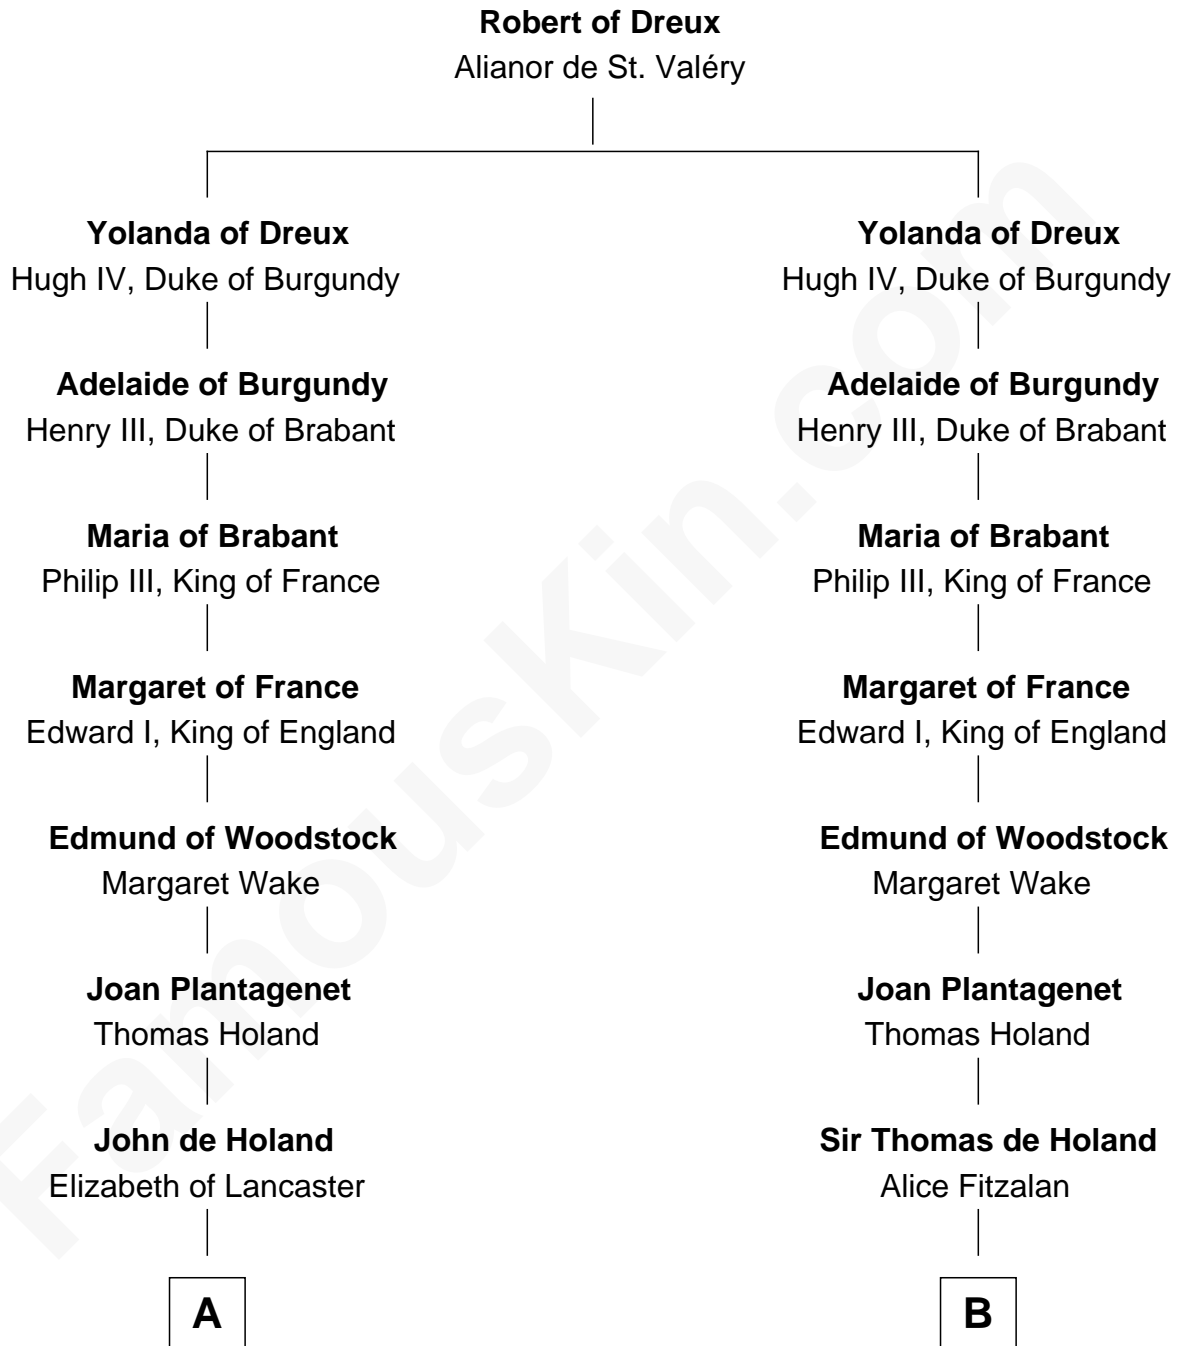 Robert of Dreux
Alianor de St. Valéry
Yolanda of Dreux
Hugh IV, Duke of Burgundy
Adelaide of Burgundy
Henry III, Duke of Brabant
Maria of Brabant
Philip III, King of France
Margaret of France
Edward I, King of England
Edmund of Woodstock
Margaret Wake
Joan Plantagenet
Thomas Holand
John de Holand
Elizabeth of Lancaster
A
Yolanda of Dreux
Hugh IV, Duke of Burgundy
Adelaide of Burgundy
Henry III, Duke of Brabant
Maria of Brabant
Philip III, King of France
Margaret of France
Edward I, King of England
Edmund of Woodstock
Margaret Wake
Joan Plantagenet
Thomas Holand
Sir Thomas de Holand
Alice Fitzalan
B
FamousKin.com